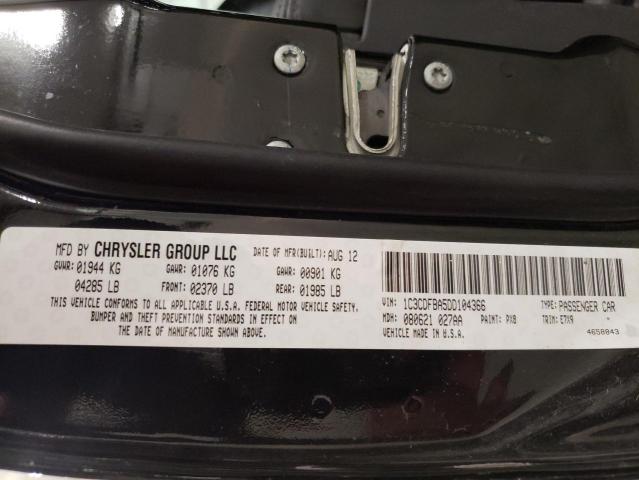 MFD BY CHRYSLER GROUP LLC DATE OF MFR(BUILT): AUG 12
GVWR: 01944 KG GAWR: 01076 KG GAWR: 00901 KG
04285 LB FRONT: 02370 LB REAR: 01985 LB
THIS VEHICLE CONFORMS TO ALL APPLICABLE U.S.A. FEDERAL MOTOR VEHICLE SAFETY,
BUMPER AND THEFT PREVENTION STANDARDS IN EFFECT ON
THE DATE OF MANUFACTURE SHOWN ABOVE.
VIN: 1C3CDFBA5DD104366 TYPE: PASSENGER CAR
MDH: 080621 027AA PAINT: PX8 TRIM: E7X9
VEHICLE MADE IN U.S.A. 4658843